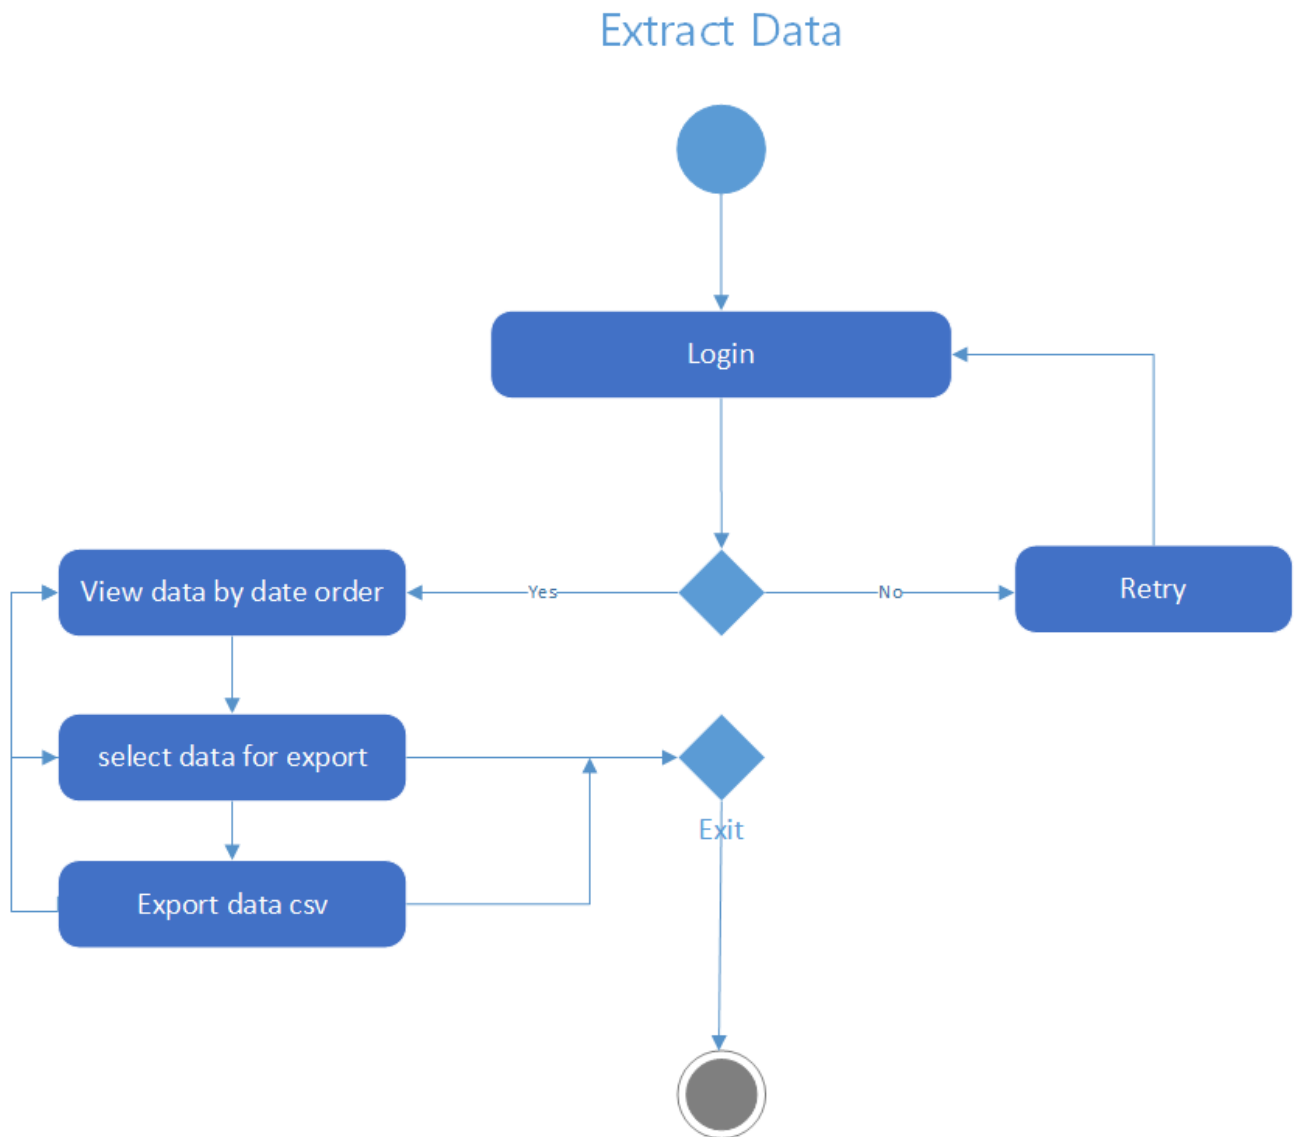 Extract Data
Login
View data by date order
Yes
No
Retry
select data for export
Exit
Export data csv